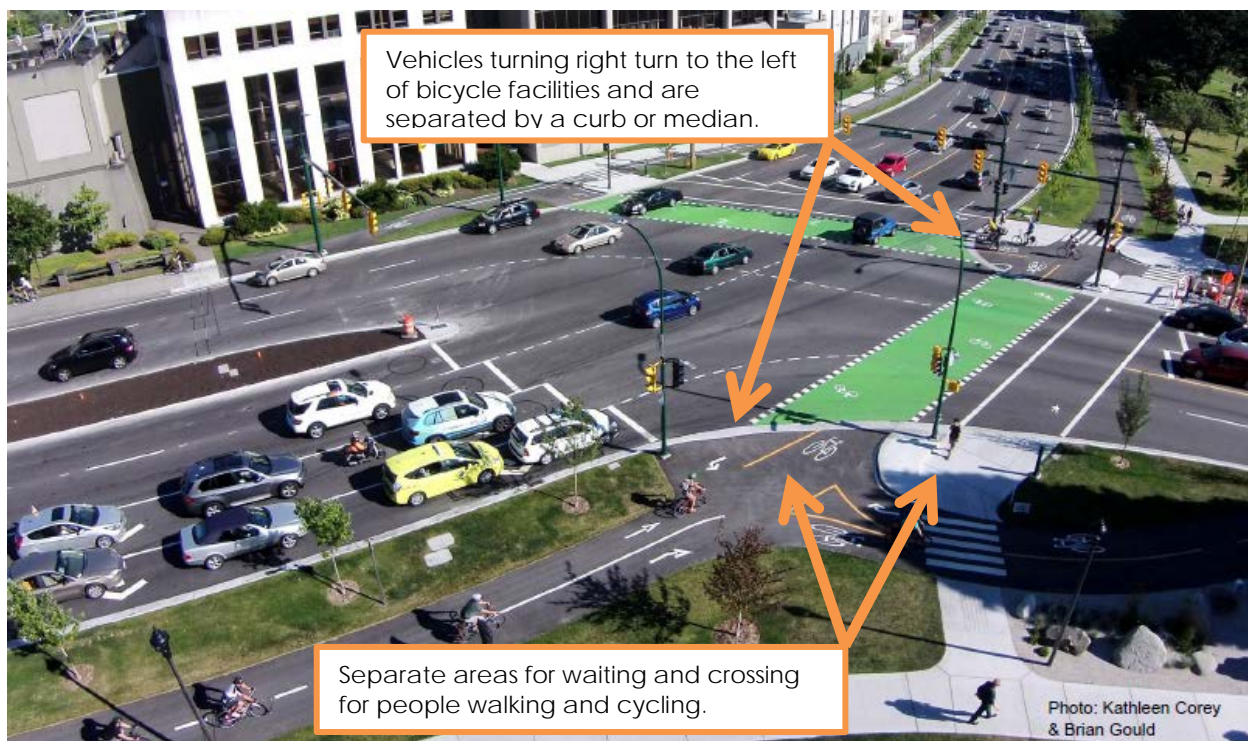 Vehicles turning right turn to the left
of bicycle facilities and are
separated by a curb or median.
Separate areas for waiting and crossing
for people walking and cycling.
Photo: Kathleen Corey
& Brian Gould